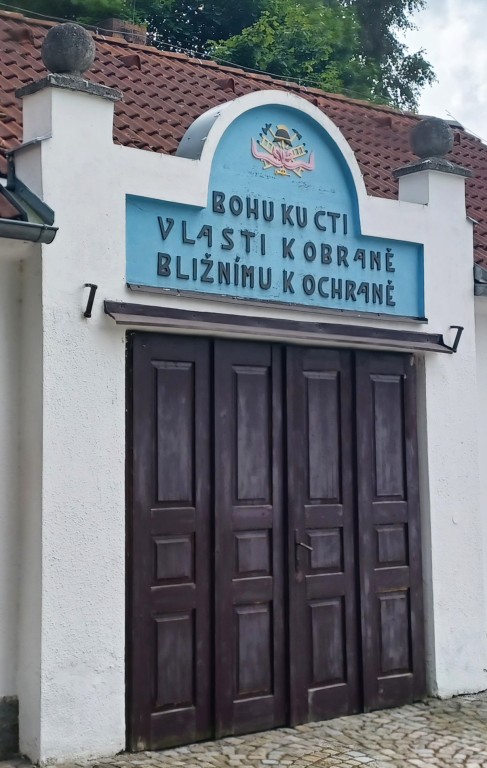 BOHU KU CTI
VLASTI K OBRANĚ
BLIŽNÍMU K OCHRANĚ